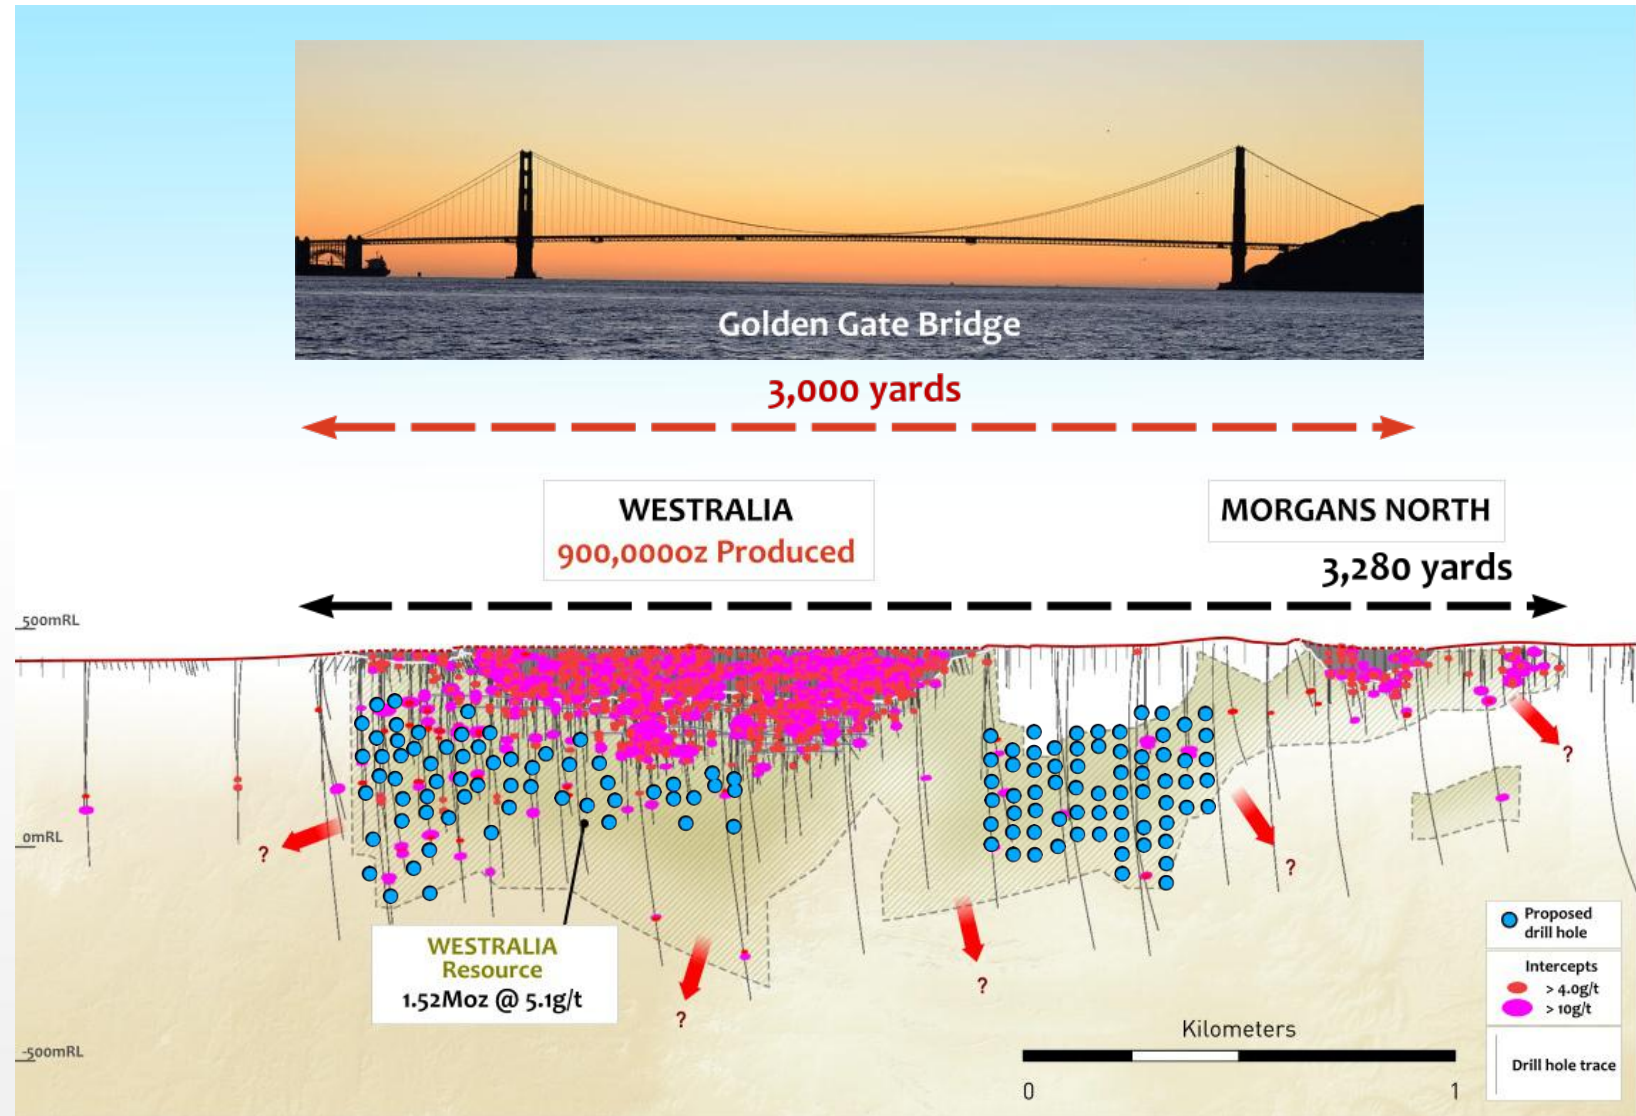 Golden Gate Bridge
3,000 yards
WESTRALIA
900,000oz Produced
MORGANS NORTH
3,280 yards
500mRL
0mRL
?
?
?
?
?
WESTRALIA
Resource
1.52Moz @ 5.1g/t
-500mRL
Kilometers
0
1
Proposed
drill hole
Intercepts
> 4.0g/t
> 10g/t
Drill hole trace